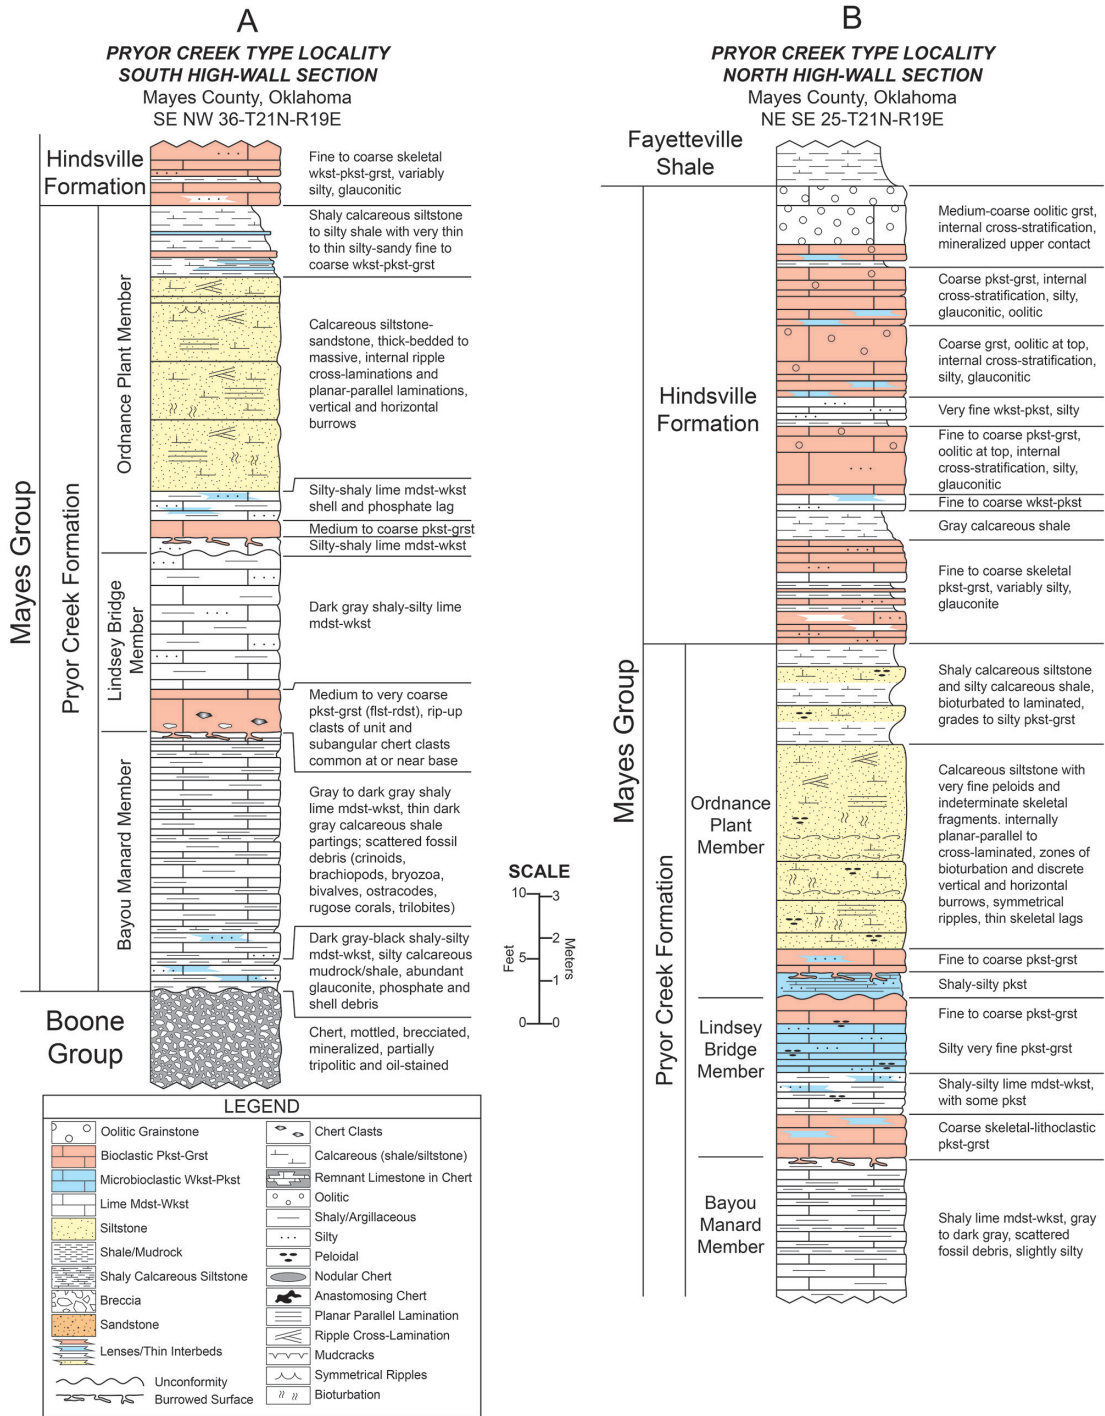 A
PRYOR CREEK TYPE LOCALITY
SOUTH HIGH-WALL SECTION
Mayes County, Oklahoma
SE NW 36-T21N-R19E
Hindsville
Formation
Fine to coarse skeletal
wkst-pkst-grst, variably
silty, glauconitic
Mayes Group
Pryor Creek Formation
Ordnance Plant Member
Shaly calcareous siltstone
to silty shale with very thin
to thin silty-sandy fine to
coarse wkst-pkst-grst
Calcareous siltstone-
sandstone, thick-bedded to
massive, internal ripple
cross-laminations and
planar-parallel laminations,
vertical and horizontal
burrows
Silty-shaly lime mdst-wkst
shell and phosphate lag
Medium to coarse pkst-grst
Silty-shaly lime mdst-wkst
Lindsey Bridge
Member
Dark gray shaly-silty lime
mdst-wkst
Medium to very coarse
pkst-grst (flst-rdst), rip-up
clasts of unit and
subangular chert clasts
common at or near base
Bayou Manard Member
Gray to dark gray shaly
lime mdst-wkst, thin dark
gray calcareous shale
partings; scattered fossil
debris (crinoids,
brachiopods, bryozoa,
bivalves, ostracodes,
rugose corals, trilobites)
Dark gray-black shaly-silty
mdst-wkst, silty calcareous
mudrock/shale, abundant
glauconite, phosphate and
shell debris
Boone
Group
Chert, mottled, brecciated,
mineralized, partially
tripolitic and oil-stained
SCALE
10
3
2
5
1
0
0
Feet
Meters
LEGEND
Oolitic Grainstone
Bioclastic Pkst-Grst
Microbioclastic Wkst-Pkst
Lime Mdst-Wkst
Siltstone
Shale/Mudrock
Shaly Calcareous Siltstone
Breccia
Sandstone
Lenses/Thin Interbeds
Unconformity
Burrowed Surface
Chert Clasts
Calcareous (shale/siltstone)
Remnant Limestone in Chert
Oolitic
Shaly/Argillaceous
Silty
Peloidal
Nodular Chert
Anastomosing Chert
Planar Parallel Lamination
Ripple Cross-Lamination
Mudcracks
Symmetrical Ripples
Bioturbation
B
PRYOR CREEK TYPE LOCALITY
NORTH HIGH-WALL SECTION
Mayes County, Oklahoma
NE SE 25-T21N-R19E
Fayetteville
Shale
Mayes Group
Hindsville
Formation
Medium-coarse oolitic grst,
internal cross-stratification,
mineralized upper contact
Coarse pkst-grst, internal
cross-stratification, silty,
glauconitic, oolitic
Coarse grst, oolitic at top,
internal cross-stratification,
silty, glauconitic
Very fine wkst-pkst, silty
Fine to coarse pkst-grst,
oolitic at top, internal
cross-stratification, silty,
glauconitic
Fine to coarse wkst-pkst
Gray calcareous shale
Fine to coarse skeletal
pkst-grst, variably silty,
glauconite
Pryor Creek Formation
Ordnance
Plant
Member
Shaly calcareous siltstone
and silty calcareous shale,
bioturbated to laminated,
grades to silty pkst-grst
Calcareous siltstone with
very fine peloids and
indeterminate skeletal
fragments. internally
planar-parallel to
cross-laminated, zones of
bioturbation and discrete
vertical and horizontal
burrows, symmetrical
ripples, thin skeletal lags
Fine to coarse pkst-grst
Shaly-silty pkst
Lindsey
Bridge
Member
Fine to coarse pkst-grst
Silty very fine pkst-grst
Shaly-silty lime mdst-wkst,
with some pkst
Coarse skeletal-lithoclastic
pkst-grst
Bayou
Manard
Member
Shaly lime mdst-wkst, gray
to dark gray, scattered
fossil debris, slightly silty